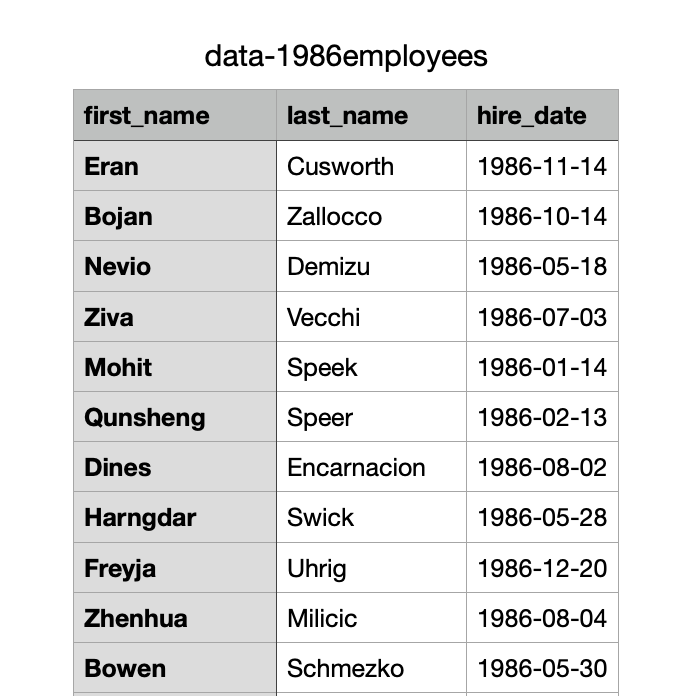 data-1986employees
first_name last_name hire_date
Eran Cusworth 1986-11-14
Bojan Zallocco 1986-10-14
Nevio Demizu 1986-05-18
Ziva Vecchi 1986-07-03
Mohit Speek 1986-01-14
Qunsheng Speer 1986-02-13
Dines Encarnacion 1986-08-02
Harngdar Swick 1986-05-28
Freyja Uhrig 1986-12-20
Zhenhua Milicic 1986-08-04
Bowen Schmezko 1986-05-30